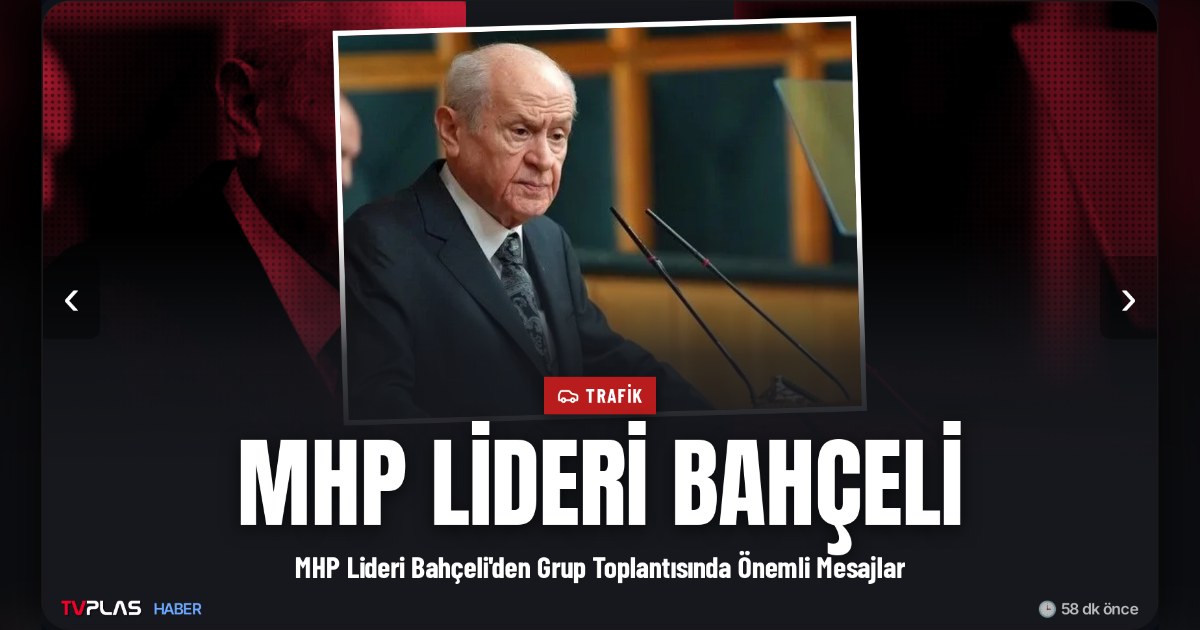 TRAFİK
MHP LİDERİ BAHÇELİ
MHP Lideri Bahçeli'den Grup Toplantısında Önemli Mesajlar
TVPLAS HABER
58 dk önce